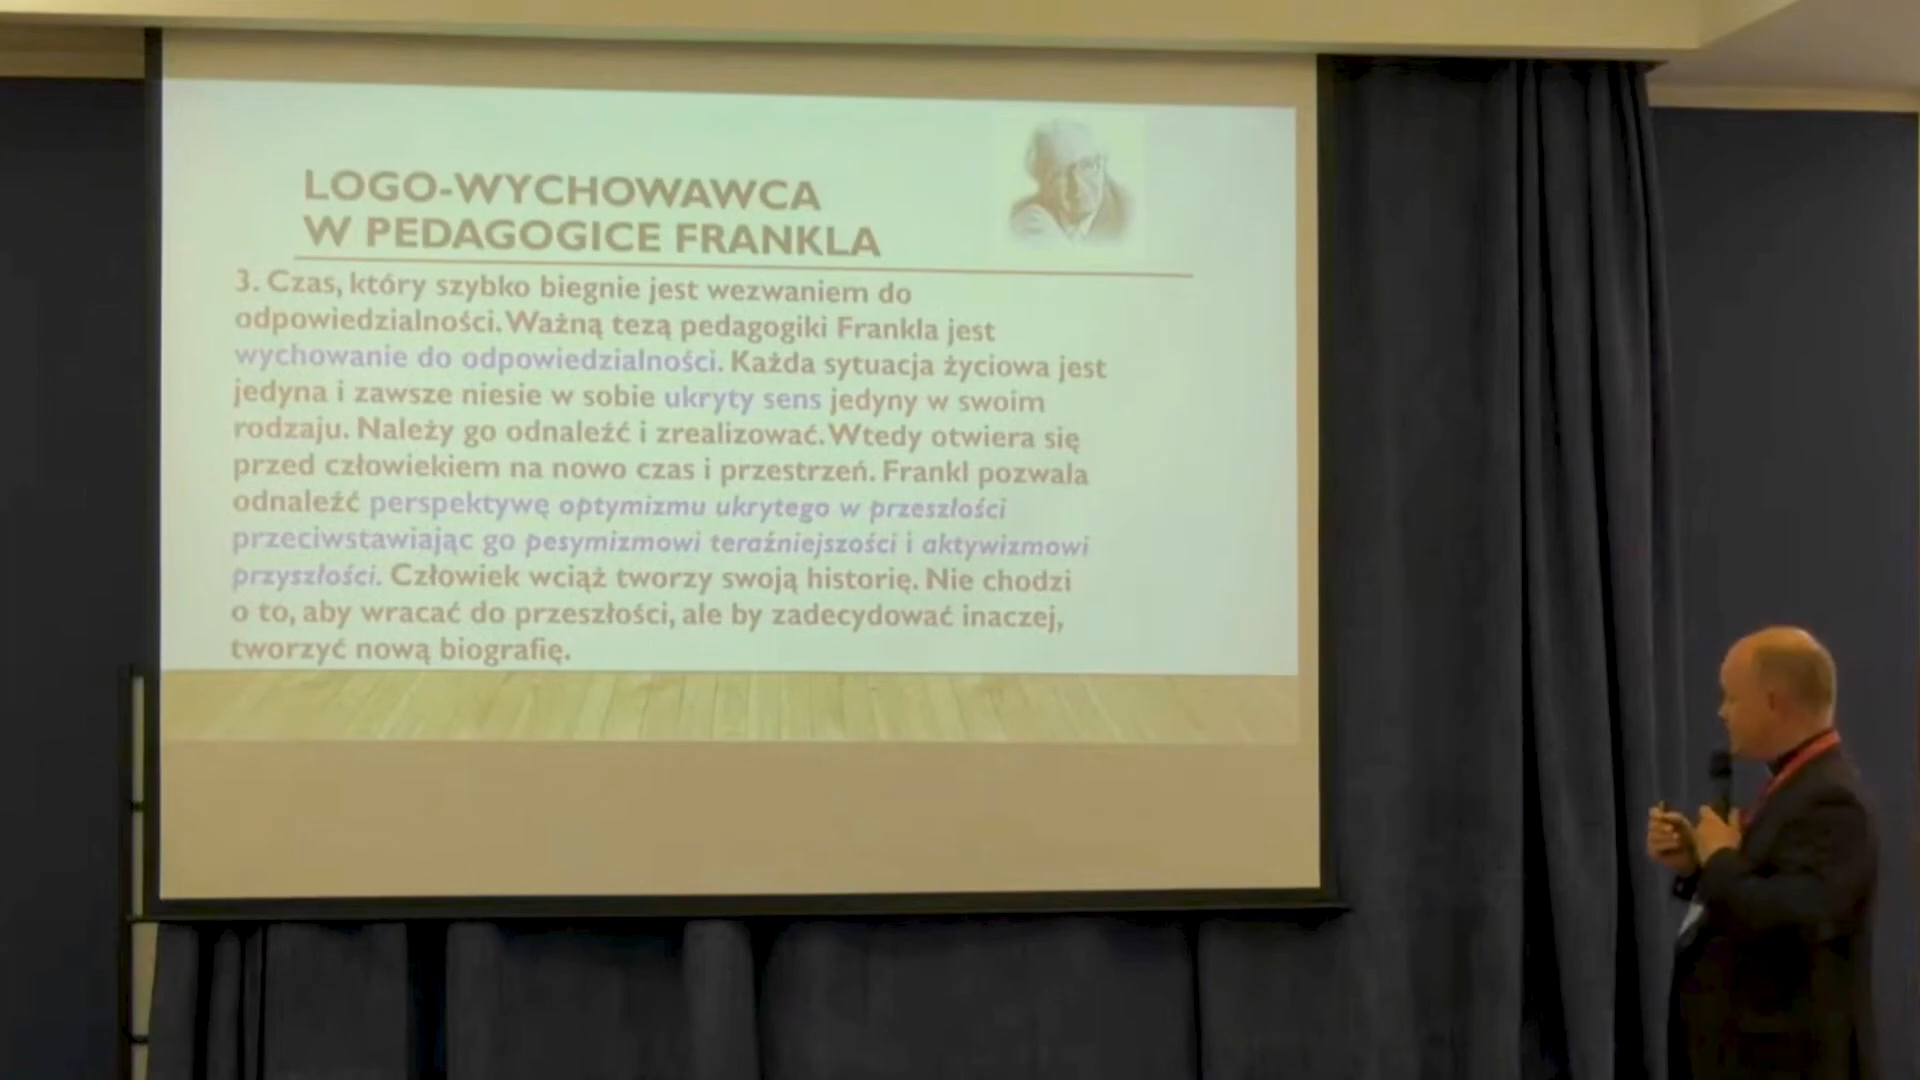 LOGO-WYCHOWAWCA
W PEDAGOGICE FRANKLA
3. Czas, który szybko biegnie jest wezwaniem do
odpowiedzialności. Ważną tezą pedagogiki Frankla jest
wychowanie do odpowiedzialności. Każda sytuacja życiowa jest
jedyna i zawsze niesie w sobie ukryty sens jedyny w swoim
rodzaju. Należy go odnaleźć i zrealizować. Wtedy otwiera się
przed człowiekiem na nowo czas i przestrzeń. Frankl pozwala
odnaleźć perspektywę optymizmu ukrytego w przeszłości
przeciwstawiając go pesymizmowi teraźniejszości i aktywizmowi
przyszłości. Człowiek wciąż tworzy swoją historię. Nie chodzi
o to, aby wracać do przeszłości, ale by zadecydować inaczej,
tworzyć nową biografię.